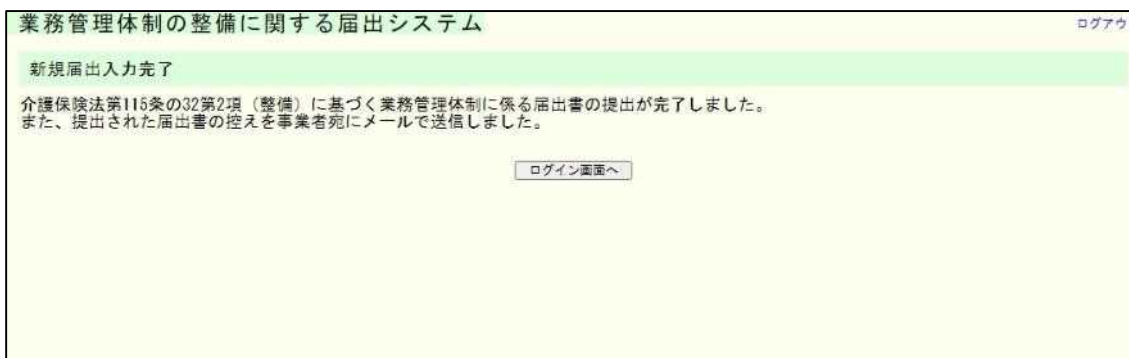 業務管理体制の整備に関する届出システム
ログアウ
新規届出入力完了
介護保険法第115条の32第2項（整備）に基づく業務管理体制に係る届出書の提出が完了しました。
また、提出された届出書の控えを事業者宛にメールで送信しました。
ログイン画面へ